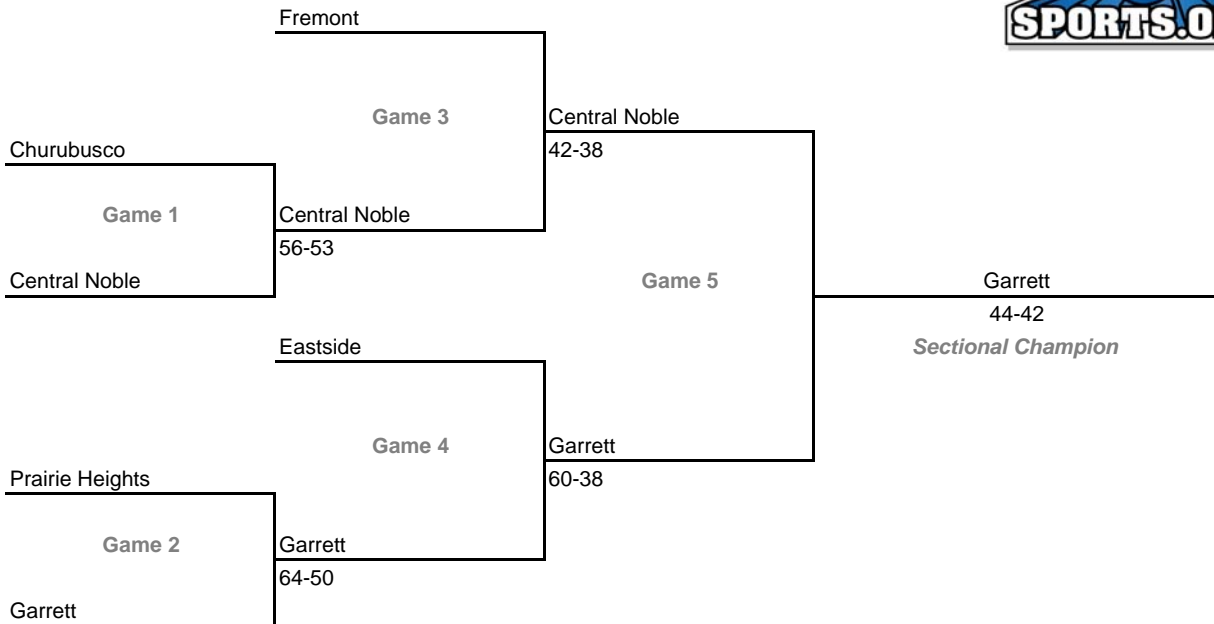 Fremont
SPORTS.O
Game 3
Central Noble
Churubusco
42-38
Game 1
Central Noble
56-53
Central Noble
Game 5
Garrett
44-42
Eastside
Sectional Champion
Game 4
Garrett
Prairie Heights
60-38
Game 2
Garrett
64-50
Garrett